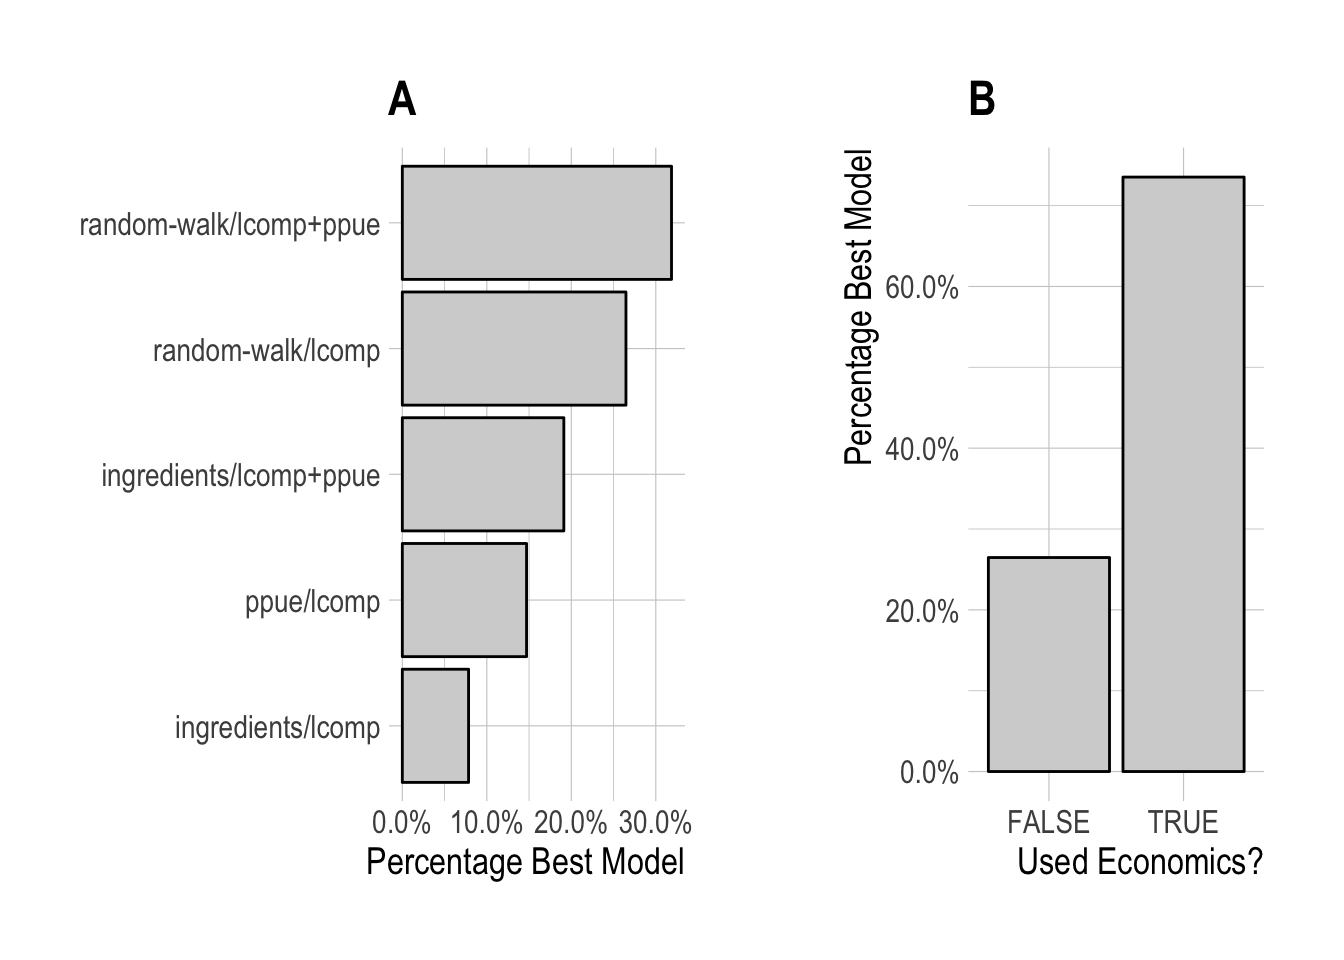 A
random-walk/lcomp+ppue
random-walk/lcomp
ingredients/lcomp+ppue
ppue/lcomp
ingredients/lcomp
0.0% 10.0% 20.0% 30.0%
Percentage Best Model
B
Percentage Best Model
60.0%
40.0%
20.0%
0.0%
FALSE TRUE
Used Economics?